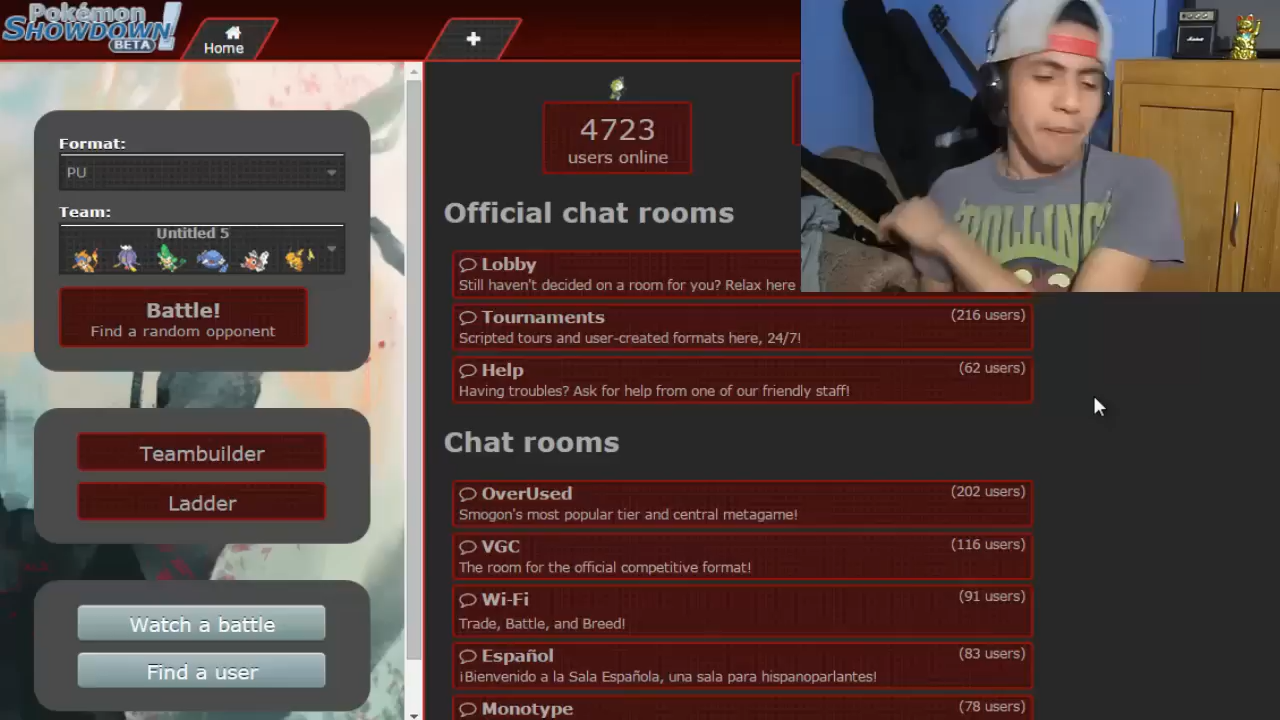 Pokémon
SHOWDOWN!
BETA
Home
+
Format:
PU
Team:
Untitled 5
Battle!
Find a random opponent
Teambuilder
Ladder
Watch a battle
Find a user
4723
users online
Official chat rooms
Lobby
Still haven't decided on a room for you? Relax here
Tournaments (216 users)
Scripted tours and user-created formats here, 24/7!
Help (62 users)
Having troubles? Ask for help from one of our friendly staff!
Chat rooms
OverUsed (202 users)
Smogon's most popular tier and central metagame!
VGC (116 users)
The room for the official competitive format!
Wi-Fi (91 users)
Trade, Battle, and Breed!
Español (83 users)
¡Bienvenido a la Sala Española, una sala para hispanoparlantes!
Monotype (78 users)
Marshall
ROLLING